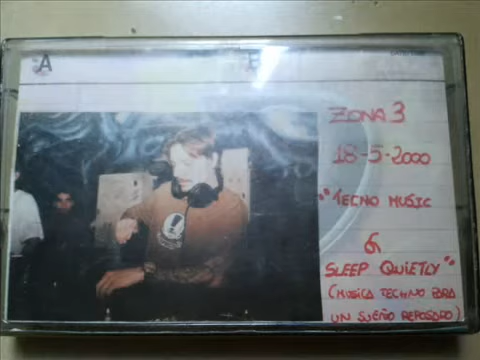 A
ZONA 3
18-5-2000
"TECNO MUSIC
&
SLEEP QUIETLY"
(MUSICA TECHNO PARA
UN SUEÑO REPOSADO)